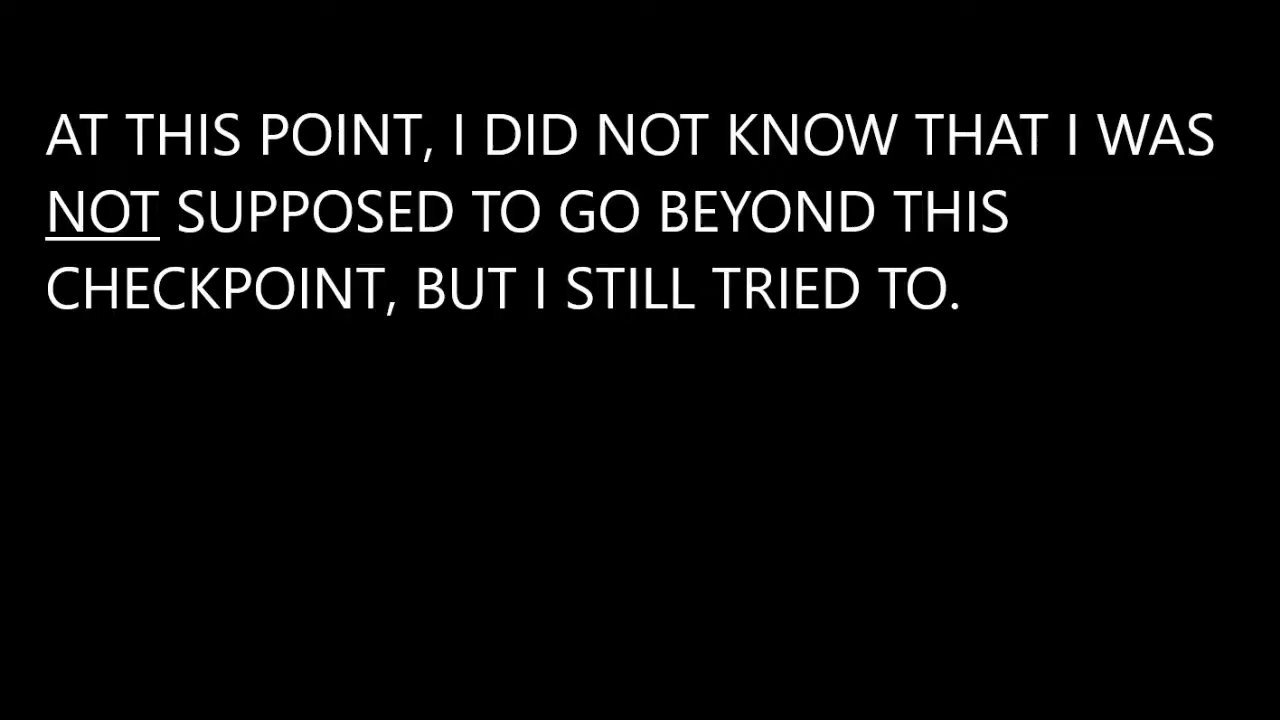 AT THIS POINT, I DID NOT KNOW THAT I WAS
NOT SUPPOSED TO GO BEYOND THIS
CHECKPOINT, BUT I STILL TRIED TO.